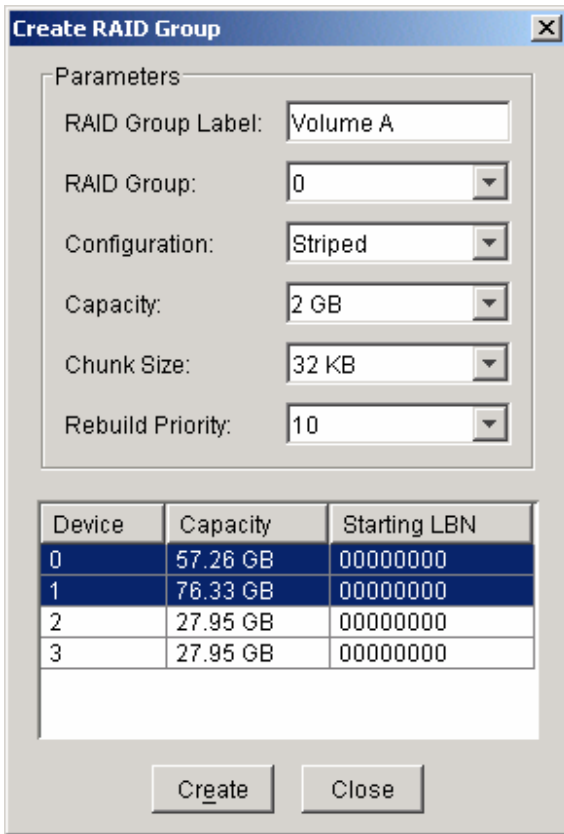 Create RAID Group
Parameters
RAID Group Label: Volume A
RAID Group: 0
Configuration: Striped
Capacity: 2 GB
Chunk Size: 32 KB
Rebuild Priority: 10
Device Capacity Starting LBN
0 57.26 GB 00000000
1 76.33 GB 00000000
2 27.95 GB 00000000
3 27.95 GB 00000000
Create Close